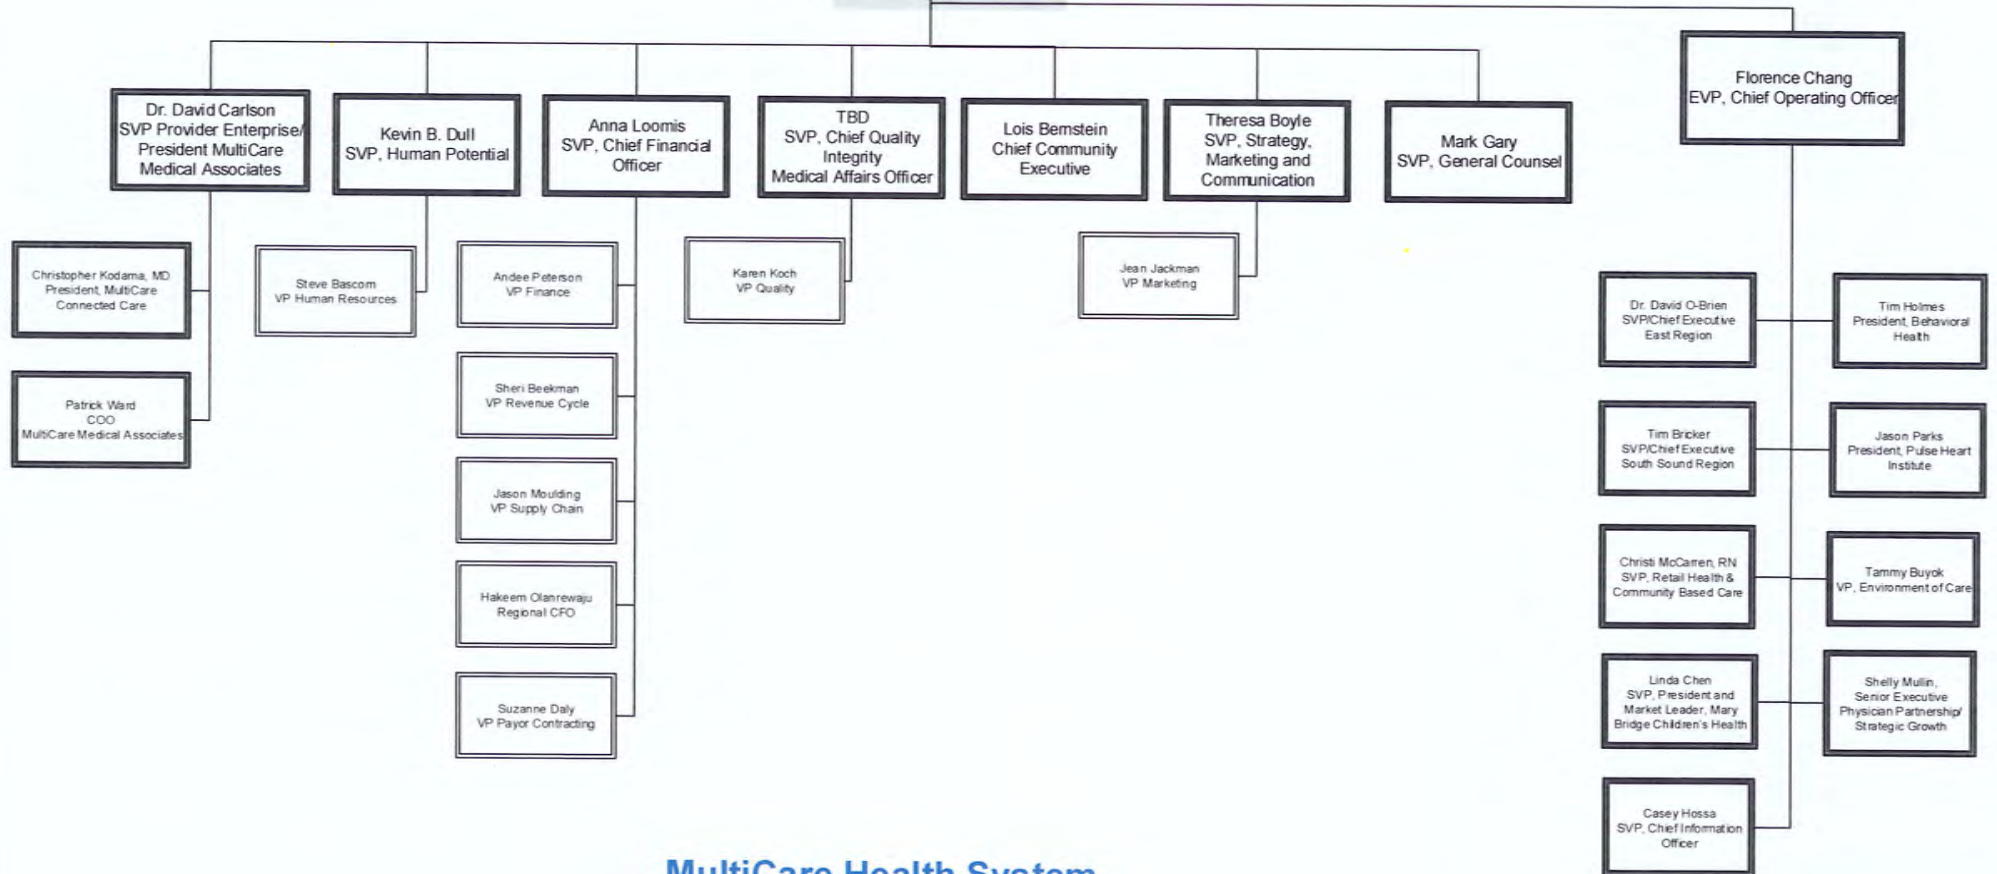 Florence Chang
EVP, Chief Operating Officer
Dr. David Carlson
SVP Provider Enterprise/
President MultiCare
Medical Associates
Kevin B. Dull
SVP, Human Potential
Anna Loomis
SVP, Chief Financial
Officer
TBD
SVP, Chief Quality
Integrity
Medical Affairs Officer
Lois Bernstein
Chief Community
Executive
Theresa Boyle
SVP, Strategy,
Marketing and
Communication
Mark Gary
SVP, General Counsel
Christopher Kodama, MD
President, MultiCare
Connected Care
Patrick Ward
COO
MultiCare Medical Associates
Steve Bascom
VP Human Resources
Andee Peterson
VP Finance
Sheri Beekman
VP Revenue Cycle
Jason Moulding
VP Supply Chain
Hakeem Olanrewaju
Regional CFO
Suzanne Daly
VP Payor Contracting
Karen Koch
VP Quality
Jean Jackman
VP Marketing
Dr. David O-Brien
SVP/Chief Executive
East Region
Tim Holmes
President, Behavioral
Health
Tim Bricker
SVP/Chief Executive
South Sound Region
Jason Parks
President, Pulse Heart
Institute
Christi McCarren, RN
SVP, Retail Health &
Community Based Care
Tammy Buyok
VP, Environment of Care
Linda Chen
SVP, President and
Market Leader, Mary
Bridge Children's Health
Shelly Mullin,
Senior Executive
Physician Partnership/
Strategic Growth
Casey Hossa
SVP, Chief Information
Officer
MultiCare Health System